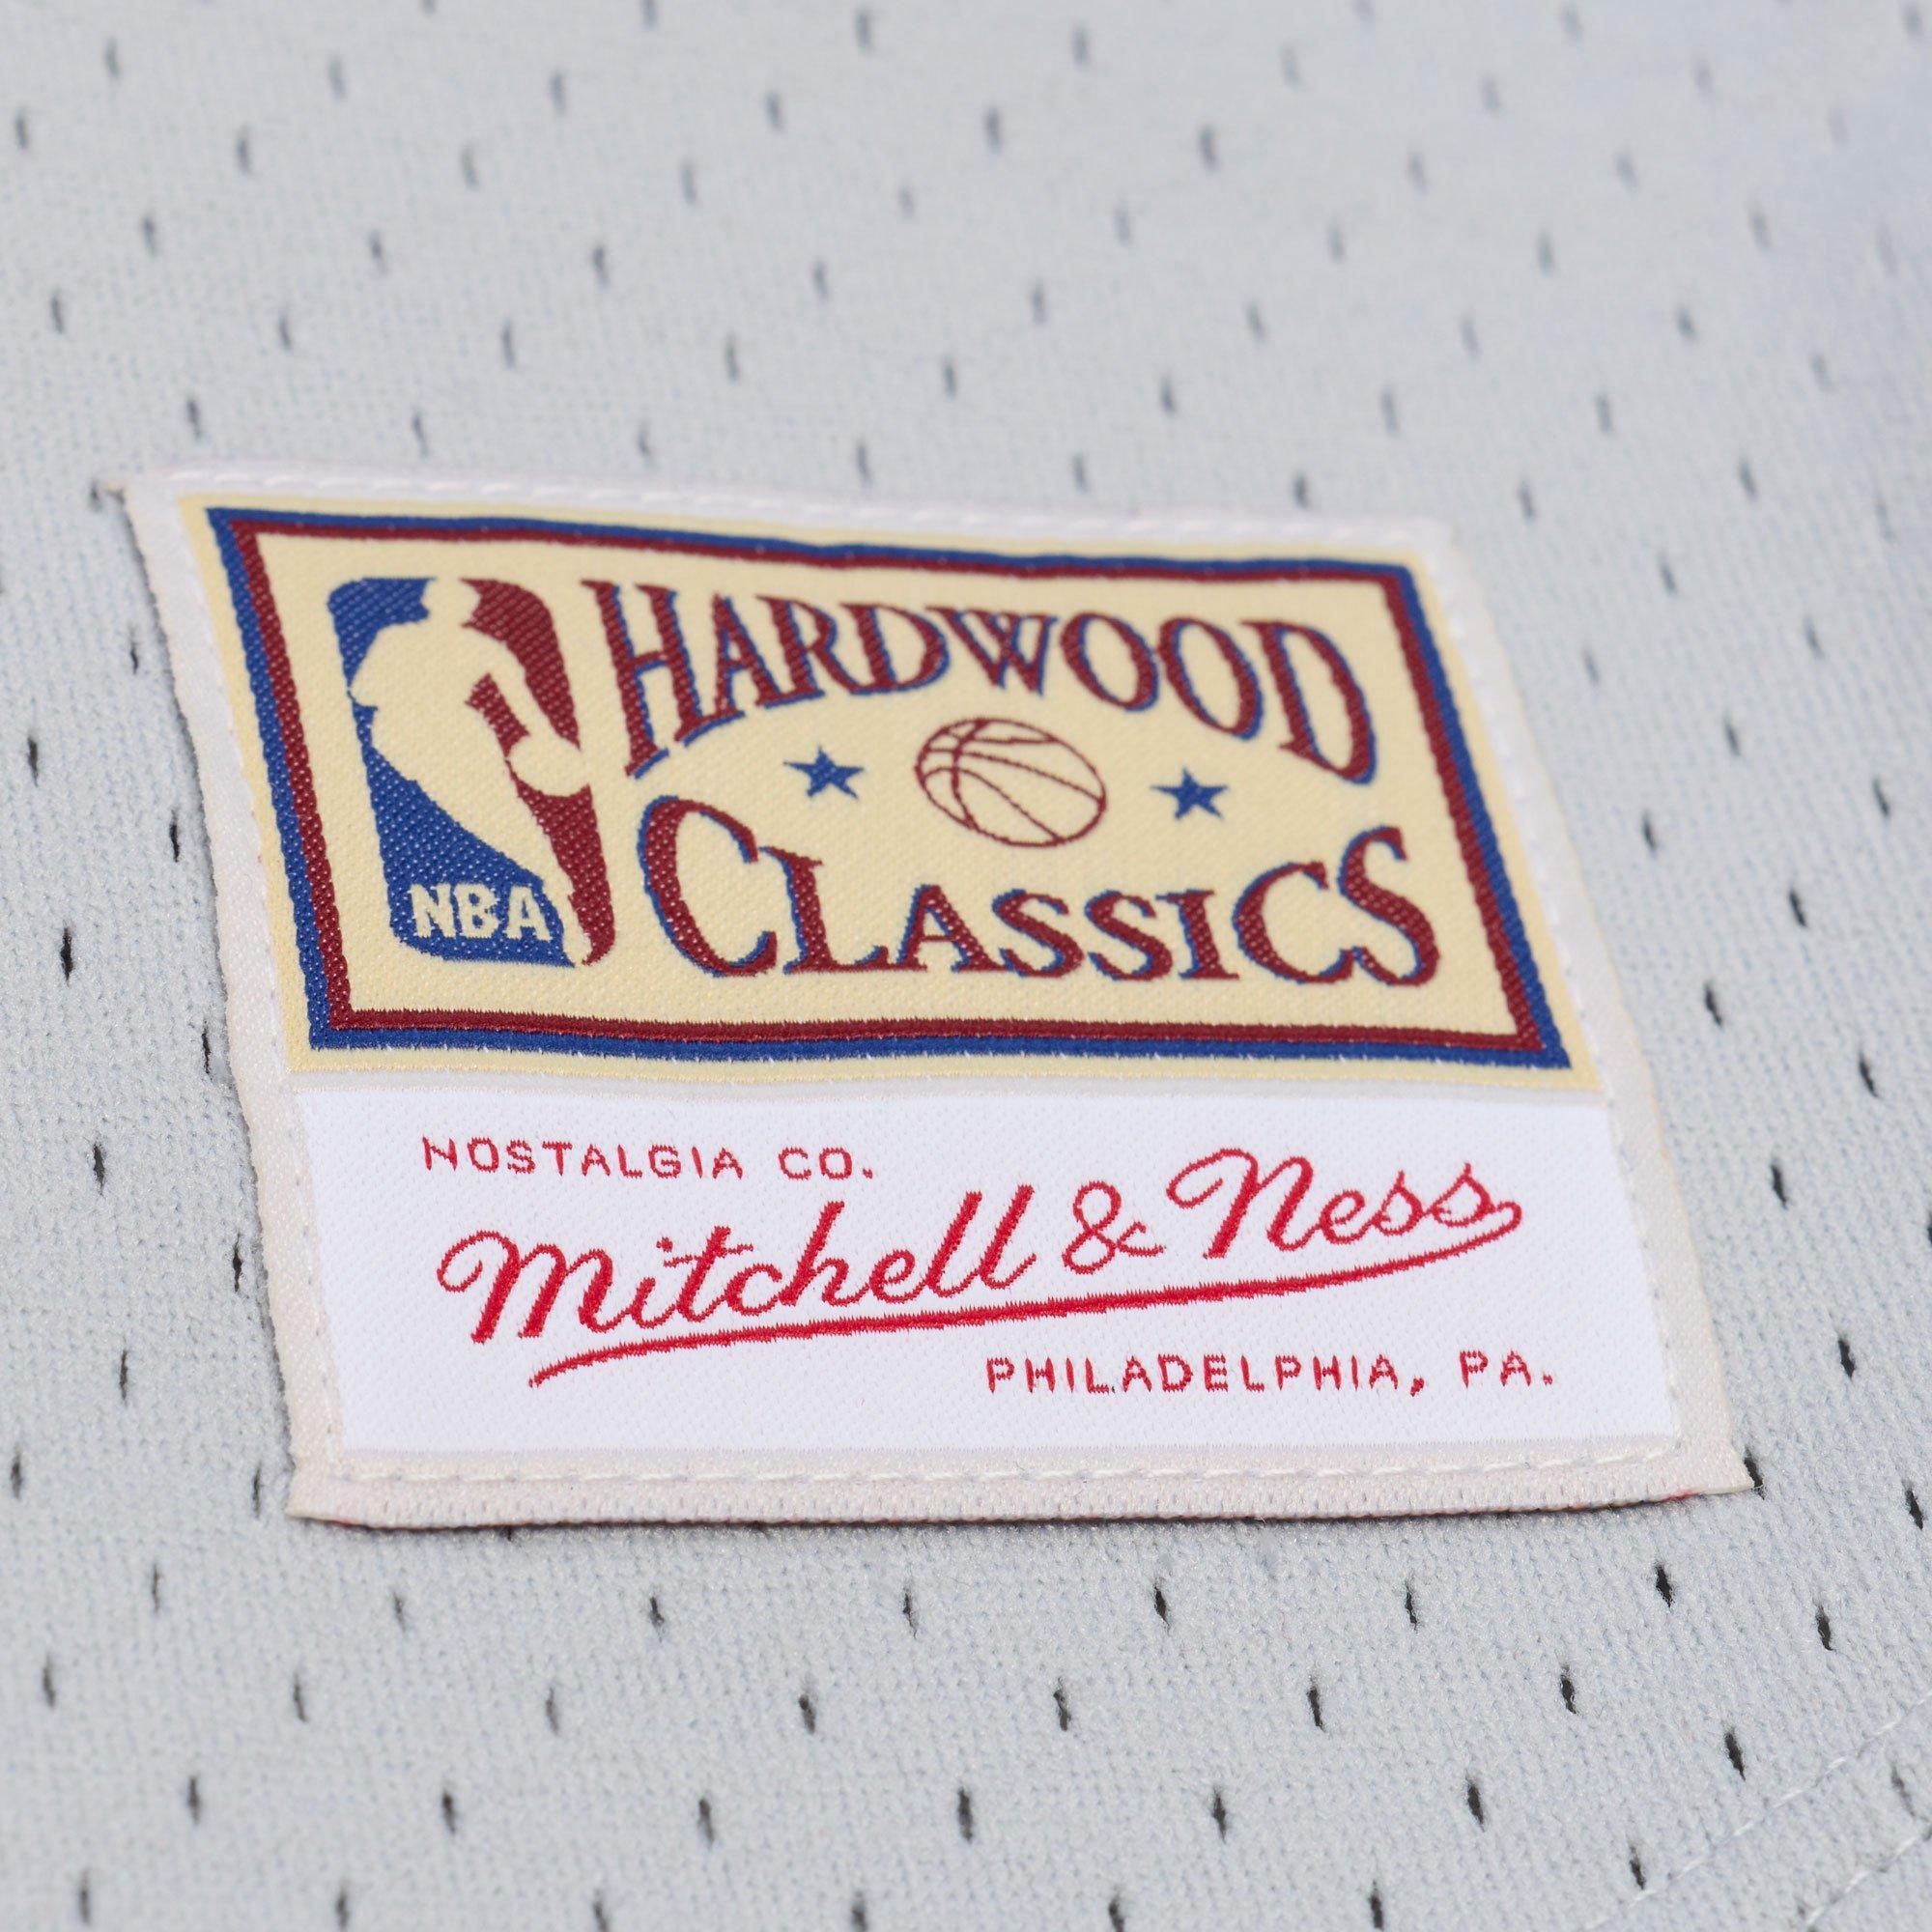 NBA
HARDWOOD
CLASSICS
NOSTALGIA CO.
Mitchell & Ness
PHILADELPHIA, PA.